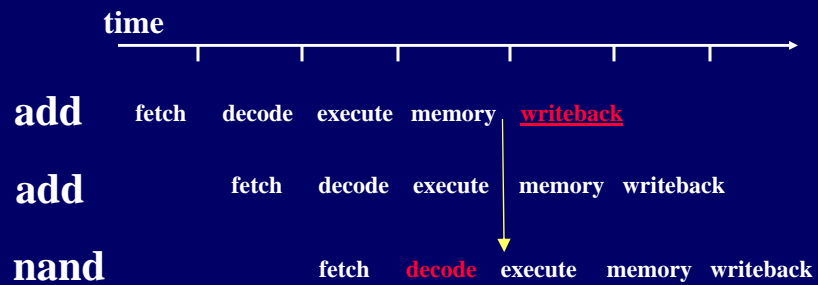 time
add fetch decode execute memory writeback
add fetch decode execute memory writeback
nand fetch decode execute memory writeback